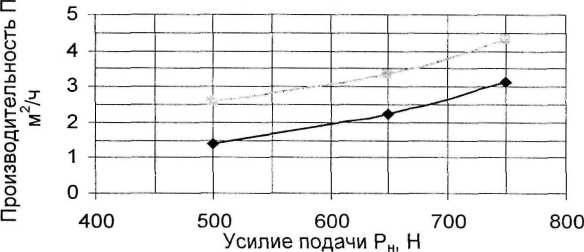 Производительность П
м²/ч
5
4
3
2
1
0
400 500 600 700 800
Усилие подачи Pн, Н